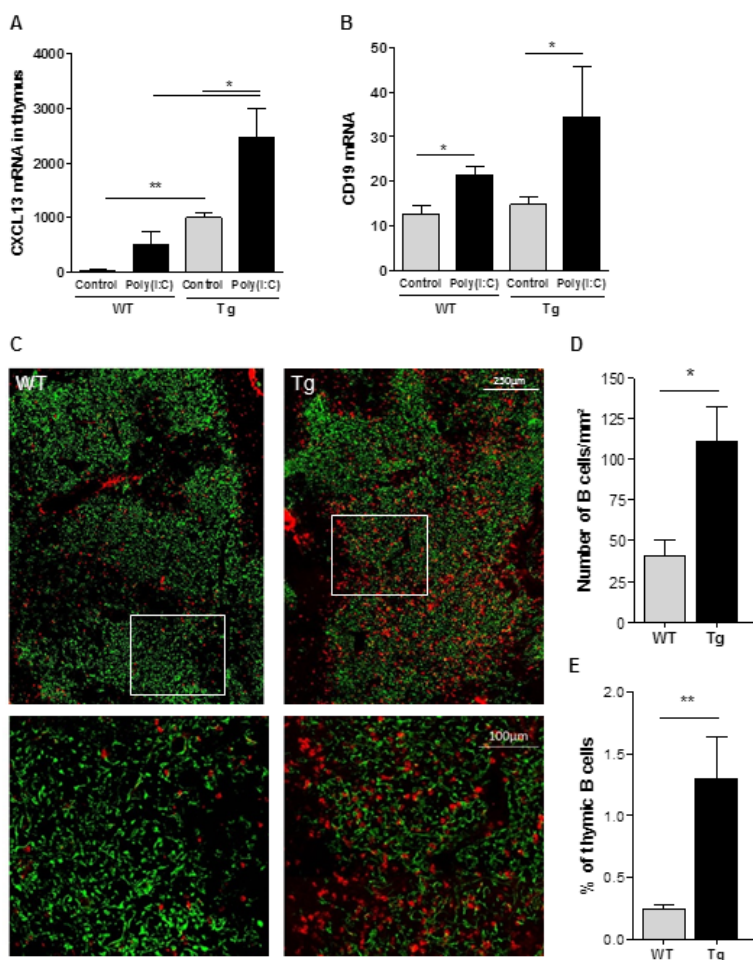 A
CXCL13 mRNA in thymus
4000
3000
2000
1000
0
*
**
Control Poly(I:C) Control Poly(I:C)
WT Tg
B
CD19 mRNA
50
40
30
20
10
0
*
*
Control Poly(I:C) Control Poly(I:C)
WT Tg
C
WT
Tg
250µm
100µm
D
Number of B cells/mm²
150
125
100
75
50
25
0
*
WT Tg
E
% of thymic B cells
2.0
1.5
1.0
0.5
0.0
**
WT Tg